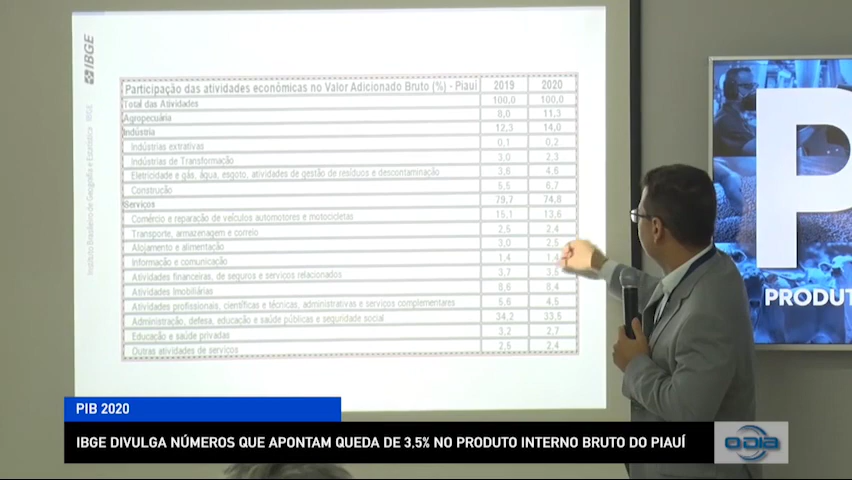 IBGE
Instituto Brasileiro de Geografia e Estatística - IBGE
Participação das atividades econômicas no Valor Adicionado Bruto (%) - Piauí 2019 2020
Total das Atividades 100,0 100,0
Agropecuária 8,0 11,3
Indústria 12,3 14,0
Indústrias extrativas 0,1 0,2
Indústrias de Transformação 3,0 2,3
Eletricidade e gás, água, esgoto, atividades de gestão de resíduos e descontaminação 3,6 4,6
Construção 5,5 6,7
Serviços 79,7 74,8
Comércio e reparação de veículos automotores e motocicletas 15,1 13,6
Transporte, armazenagem e correio 2,5 2,4
Alojamento e alimentação 3,0 2,5
Informação e comunicação 1,4 1,4
Atividades financeiras, de seguros e serviços relacionados 3,7 3,5
Atividades Imobiliárias 8,6 8,4
Atividades profissionais, científicas e técnicas, administrativas e serviços complementares 5,6 4,5
Administração, defesa, educação e saúde públicas e seguridade social 34,2 33,5
Educação e saúde privadas 3,2 2,7
Outras atividades de serviços 2,5 2,4
P
PRODUT
PIB 2020
IBGE DIVULGA NÚMEROS QUE APONTAM QUEDA DE 3,5% NO PRODUTO INTERNO BRUTO DO PIAUÍ
O DIA